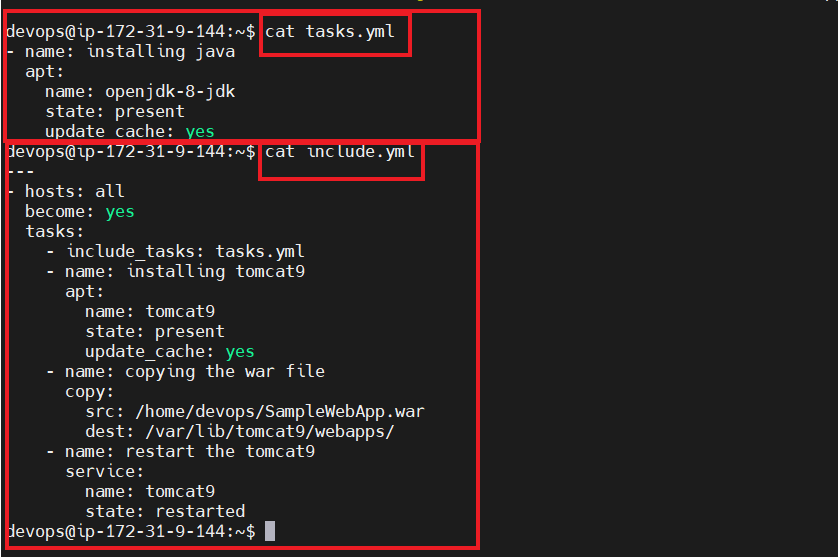 devops@ip-172-31-9-144:~$ cat tasks.yml
- name: installing java
  apt:
    name: openjdk-8-jdk
    state: present
    update_cache: yes
devops@ip-172-31-9-144:~$ cat include.yml
---
- hosts: all
  become: yes
  tasks:
    - include_tasks: tasks.yml
    - name: installing tomcat9
      apt:
        name: tomcat9
        state: present
        update_cache: yes
    - name: copying the war file
      copy:
        src: /home/devops/SampleWebApp.war
        dest: /var/lib/tomcat9/webapps/
    - name: restart the tomcat9
      service:
        name: tomcat9
        state: restarted
devops@ip-172-31-9-144:~$